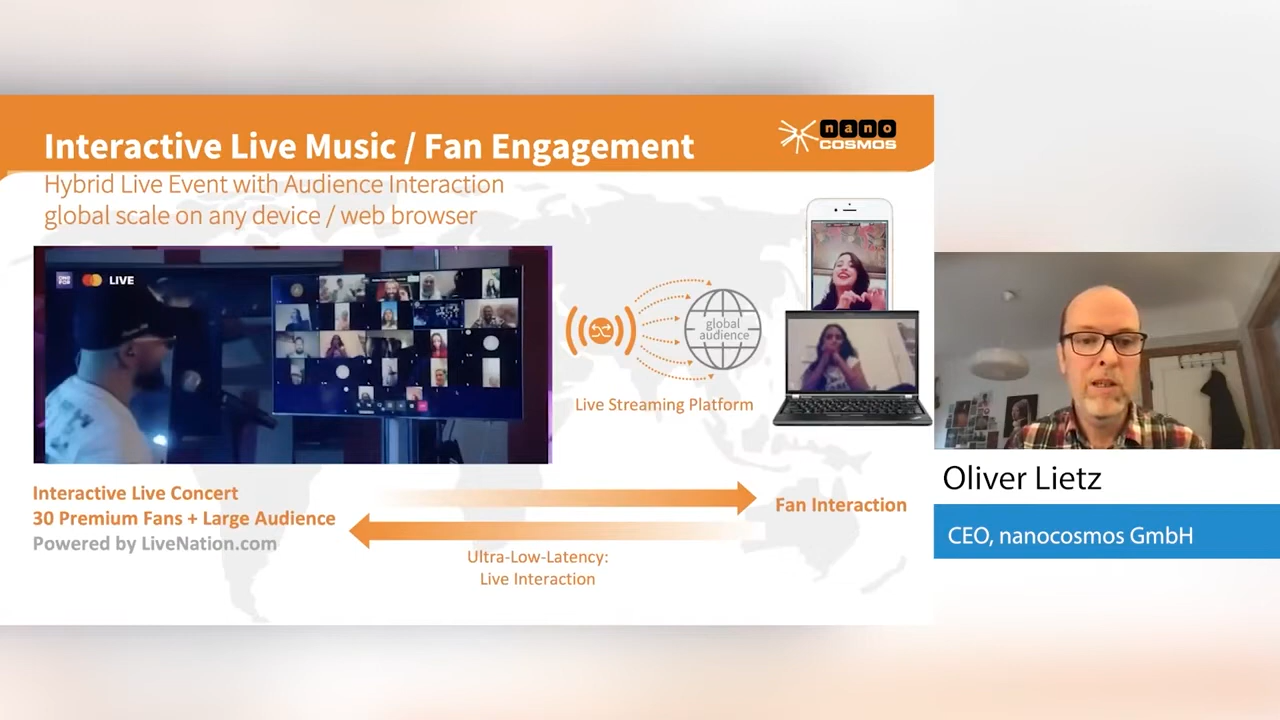 Interactive Live Music / Fan Engagement
nano
COSMOS
Hybrid Live Event with Audience Interaction
global scale on any device / web browser
LIVE
global
audience
Live Streaming Platform
Interactive Live Concert
30 Premium Fans + Large Audience
Powered by LiveNation.com
Fan Interaction
Ultra-Low-Latency:
Live Interaction
Oliver Lietz
CEO, nanocosmos GmbH